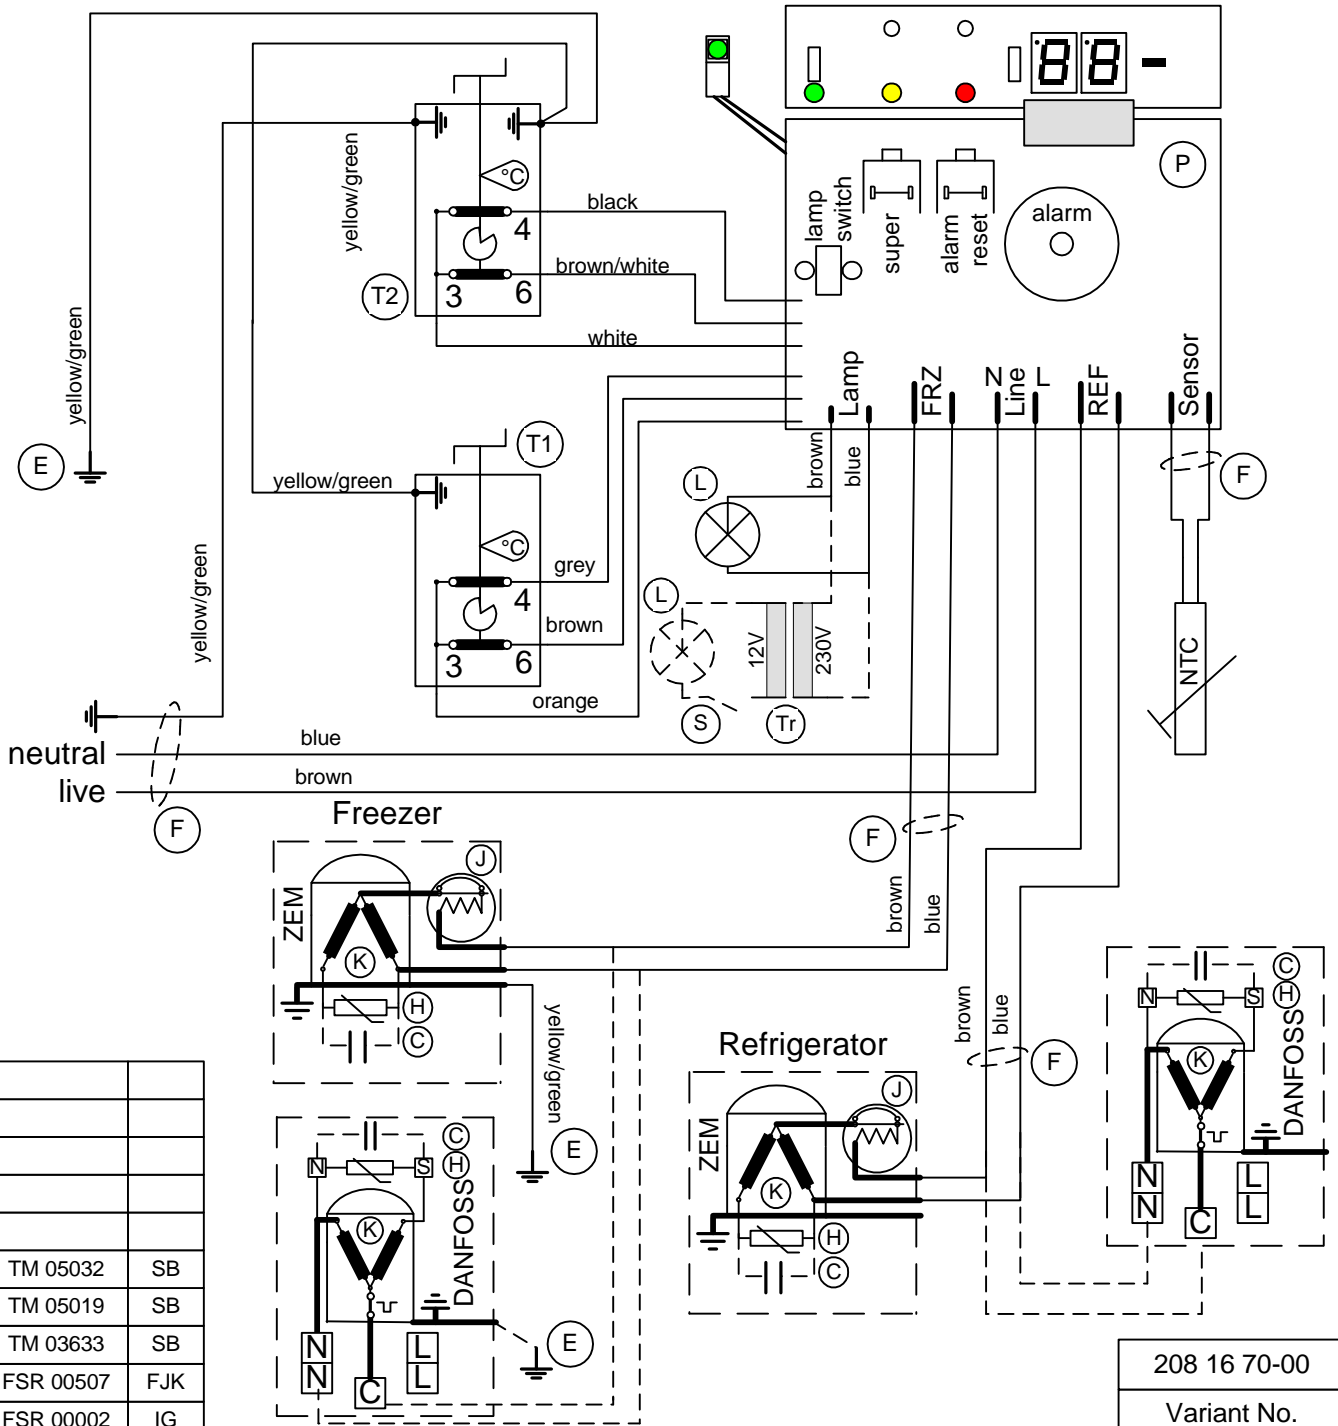 88 -
P
lamp
switch
super
alarm
reset
alarm
yellow/green
°C
black
4
brown/white
3
6
T2
white
yellow/green
E
Lamp
FRZ
N Line L
REF
Sensor
T1
yellow/green
brown
blue
L
F
°C
grey
4
brown
3
6
orange
yellow/green
L
12V
230V
S
Tr
NTC
neutral
blue
live
brown
F
Freezer
F
ZEM
J
K
H
C
brown
blue
yellow/green
E
brown
blue
F
N
S
C
H
K
DANFOSS
N
N
C
L
L
Refrigerator
ZEM
J
K
H
C
N
S
C
H
K
DANFOSS
N
N
C
L
L
E
TM 05032 SB
TM 05019 SB
TM 03633 SB
FSR 00507 FJK
FSR 00002 IG
208 16 70-00
Variant No.